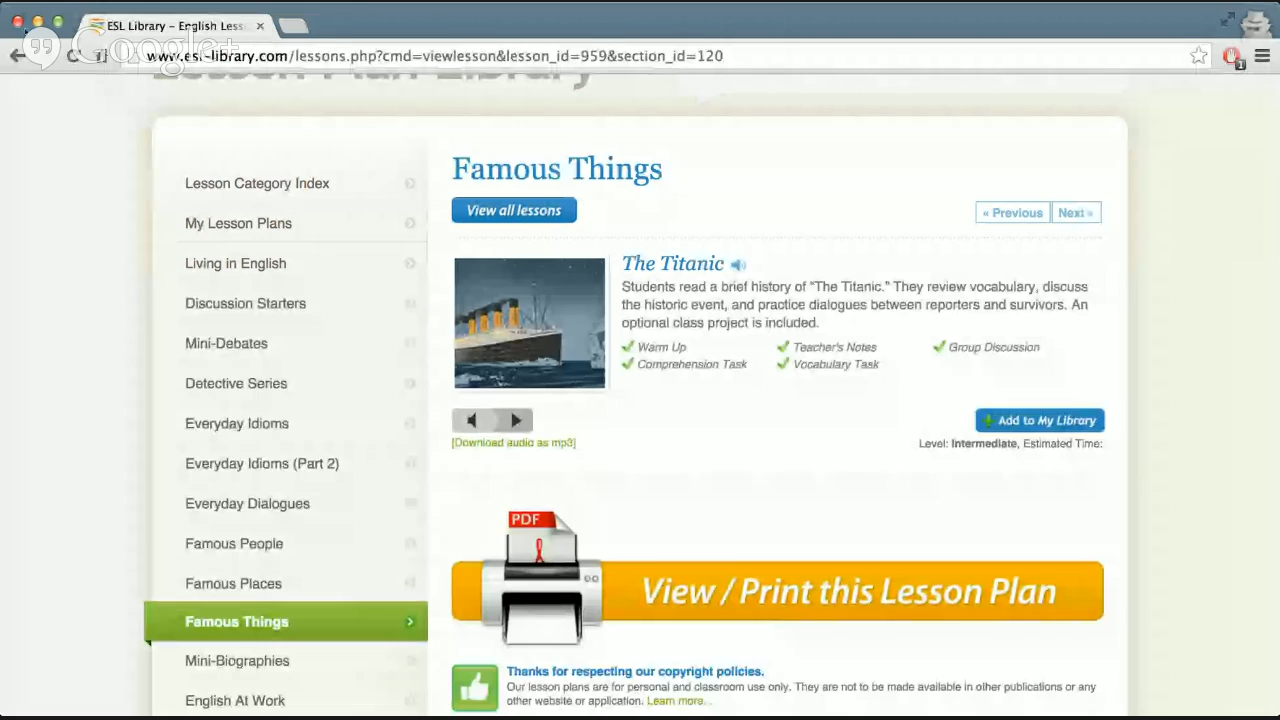 ESL Library - English Less
Google+
www.esl-library.com/lessons.php?cmd=viewlesson&lesson_id=959&section_id=120
1
Lesson Plan Library
Lesson Category Index
My Lesson Plans
Living in English
Discussion Starters
Mini-Debates
Detective Series
Everyday Idioms
Everyday Idioms (Part 2)
Everyday Dialogues
Famous People
Famous Places
Famous Things
Mini-Biographies
English At Work
Famous Things
View all lessons
« Previous
Next »
The Titanic
Students read a brief history of "The Titanic." They review vocabulary, discuss
the historic event, and practice dialogues between reporters and survivors. An
optional class project is included.
Warm Up
Teacher's Notes
Group Discussion
Comprehension Task
Vocabulary Task
[Download audio as mp3]
Add to My Library
Level: Intermediate, Estimated Time:
PDF
View / Print this Lesson Plan
Thanks for respecting our copyright policies.
Our lesson plans are for personal and classroom use only. They are not to be made available in other publications or any
other website or application. Learn more..